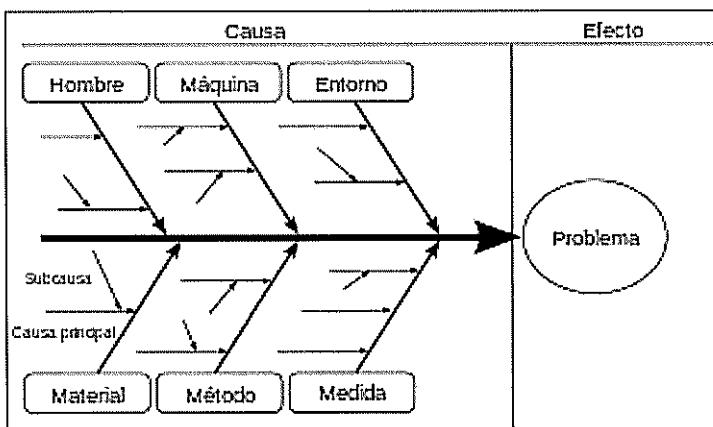 Causa
Efecto
Hombre
Máquina
Entorno
Problema
Subcausa
Causa principal
Material
Método
Medida